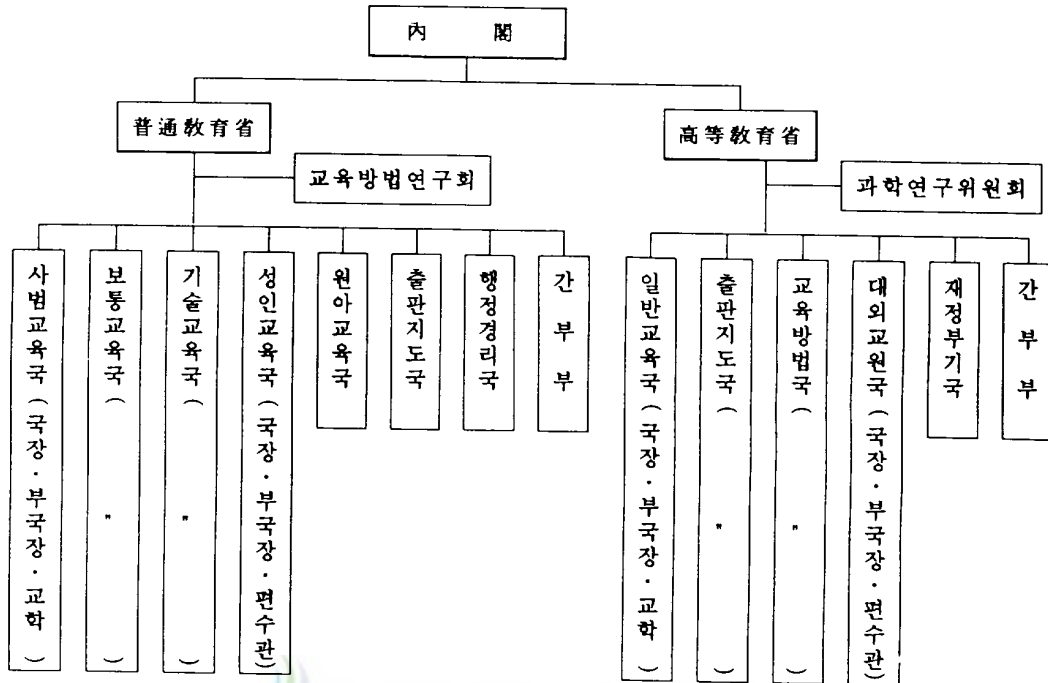 內 閣
普通敎育省
高等敎育省
교육방법연구회
과학연구위원회
사범교육국 (국장·부국장·교학)
보통교육국 ( " )
기술교육국 ( " )
성인교육국 (국장·부국장·편수관)
원아교육국
출판지도국
행정경리국
간부부
일반교육국 (국장·부국장·교학)
출판지도국 ( " )
교육방법국 ( " )
대외교원국 (국장·부국장·편수관)
재정부기국
간부부